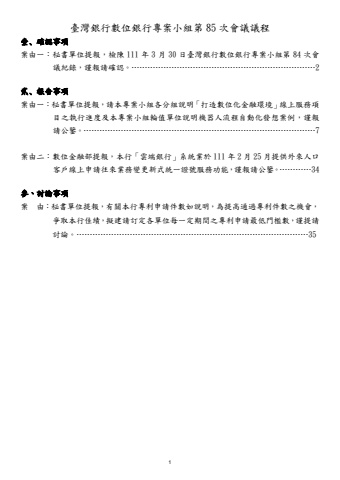 臺灣銀行數位銀行專案小組第 85 次會議議程
壹、確認事項
案由一：秘書單位提報，檢陳 111 年 3 月 30 日臺灣銀行數位銀行專案小組第 84 次會
議紀錄，謹報請確認。⋯⋯⋯⋯⋯⋯⋯⋯⋯⋯⋯⋯⋯⋯⋯⋯⋯⋯⋯⋯2
貳、報告事項
案由一：秘書單位提報，請本專案小組各分組說明「打造數位化金融環境」線上服務項
目之執行進度及本專案小組輪值單位說明機器人流程自動化發想案例，謹報
請公鑒。⋯⋯⋯⋯⋯⋯⋯⋯⋯⋯⋯⋯⋯⋯⋯⋯⋯⋯⋯⋯⋯⋯⋯⋯7
案由二：數位金融部提報，本行「雲端銀行」系統業於 111 年 2 月 25 月提供外來人口
客戶線上申請往來業務變更新式統一證號服務功能，謹報請公鑒。⋯⋯⋯⋯34
參、討論事項
案　由：秘書單位提報，有關本行專利申請件數如說明，為提高通過專利件數之機會，
爭取本行佳績，擬建請訂定各單位每一定期間之專利申請最低門檻數，謹提請
討論。⋯⋯⋯⋯⋯⋯⋯⋯⋯⋯⋯⋯⋯⋯⋯⋯⋯⋯⋯⋯⋯⋯⋯⋯35
1